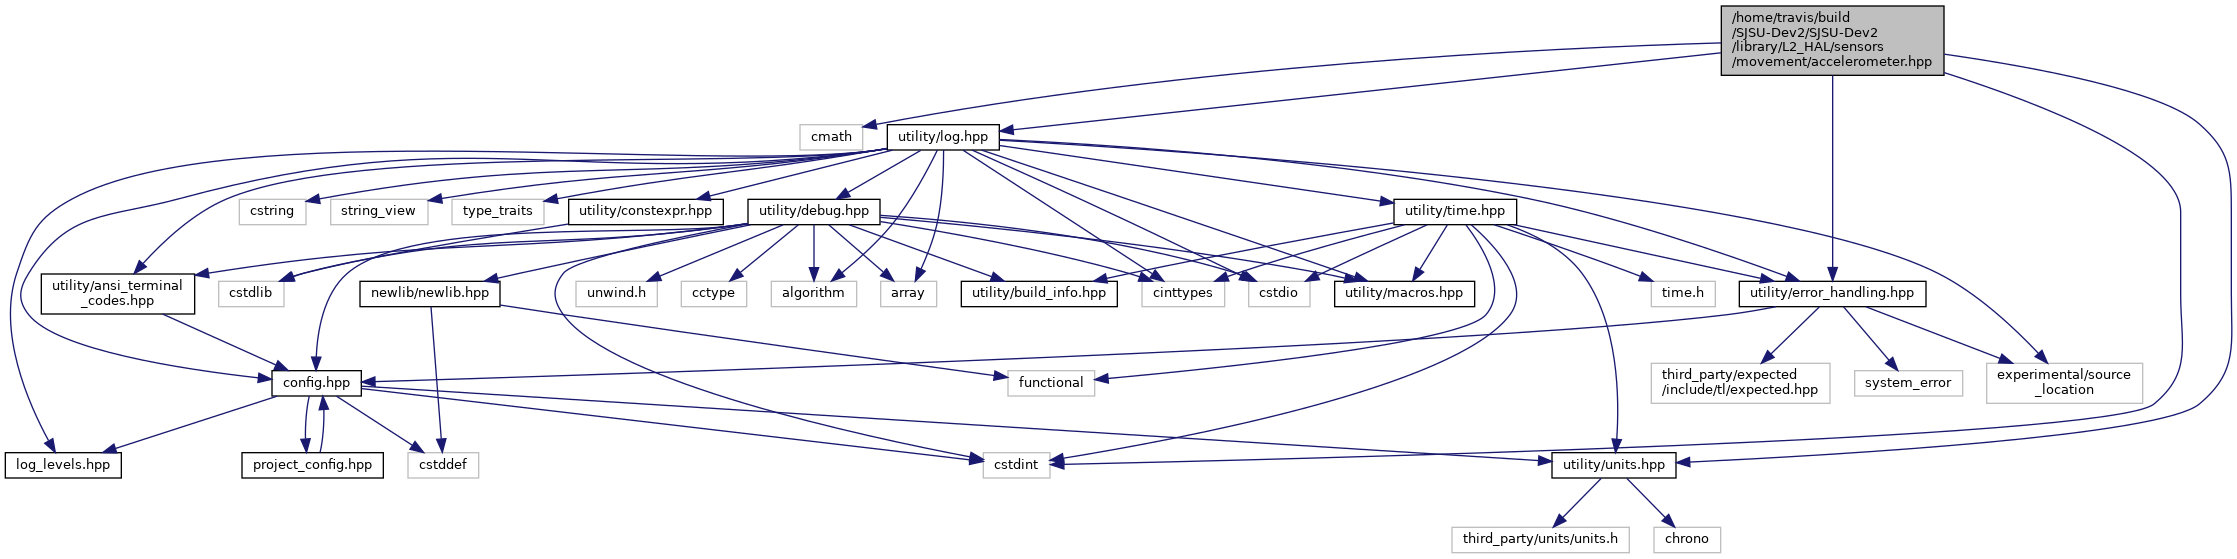 /home/travis/build
/SJSU-Dev2/SJSU-Dev2
/library/L2_HAL/sensors
/movement/accelerometer.hpp
cmath
utility/log.hpp
cstring
string_view
type_traits
utility/constexpr.hpp
utility/debug.hpp
utility/time.hpp
utility/ansi_terminal
_codes.hpp
cstdlib
newlib/newlib.hpp
unwind.h
cctype
algorithm
array
utility/build_info.hpp
cinttypes
cstdio
utility/macros.hpp
time.h
utility/error_handling.hpp
config.hpp
functional
third_party/expected
/include/tl/expected.hpp
system_error
experimental/source
_location
log_levels.hpp
project_config.hpp
cstddef
cstdint
utility/units.hpp
third_party/units/units.h
chrono